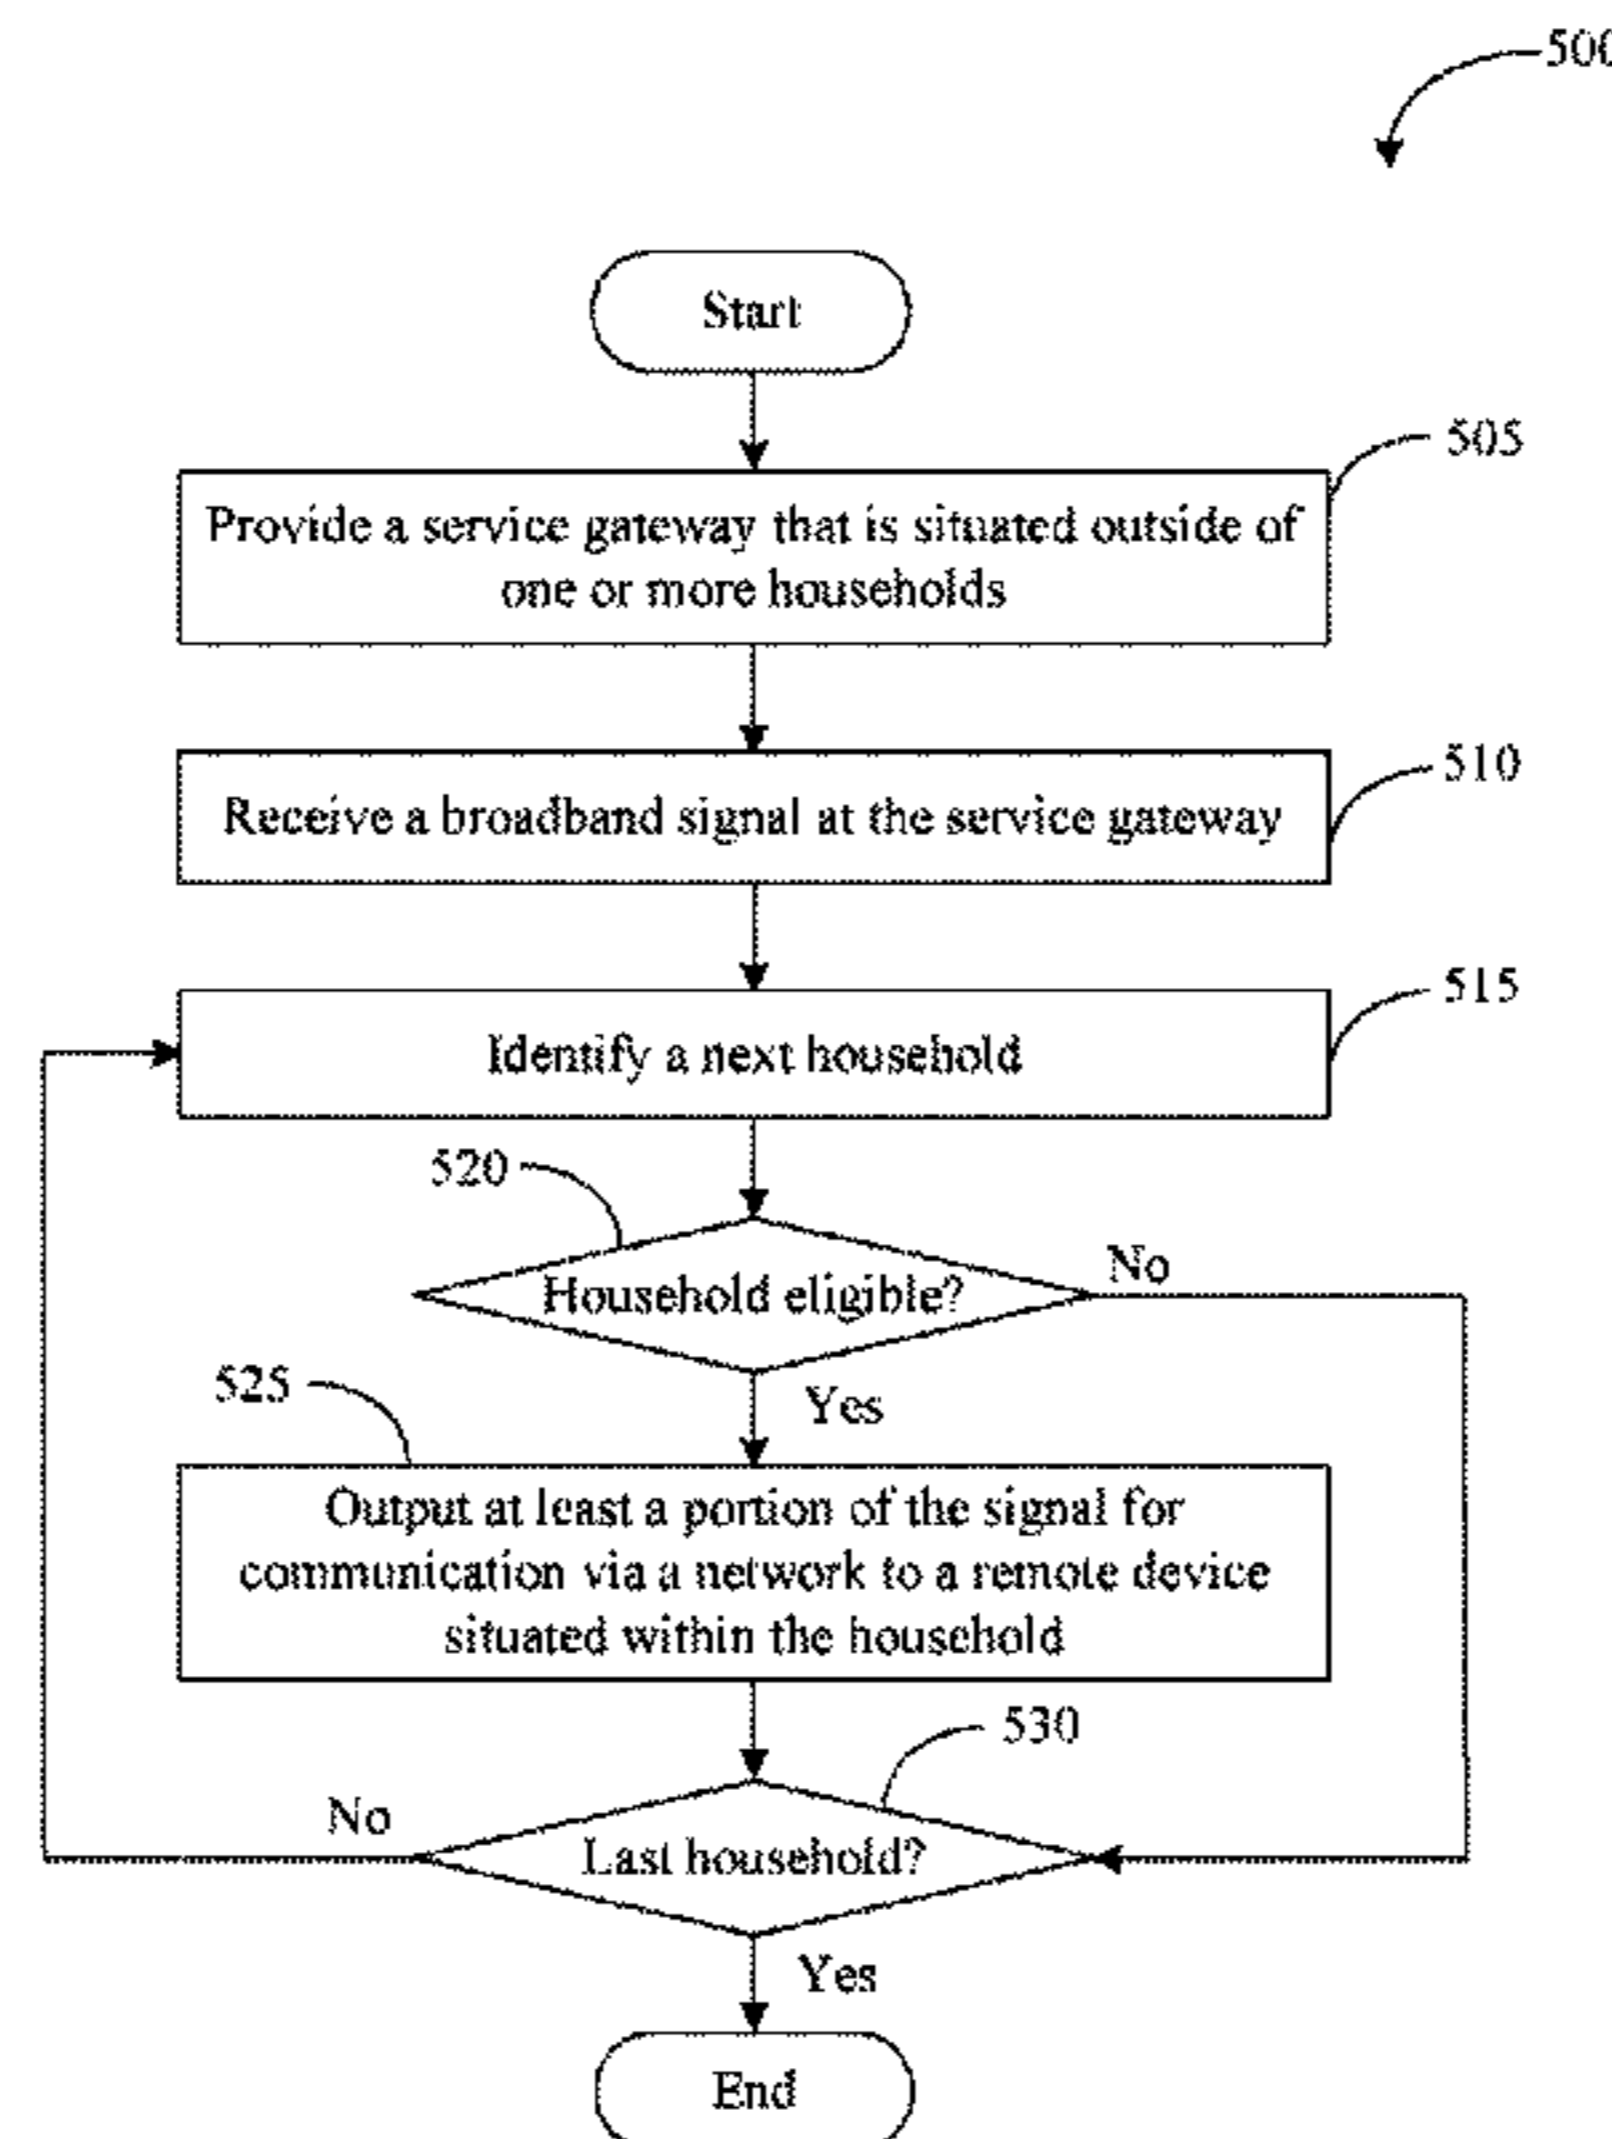 500
Start
505
Provide a service gateway that is situated outside of
one or more households
510
Receive a broadband signal at the service gateway
515
Identify a next household
520
Household eligible?
No
Yes
525
Output at least a portion of the signal for
communication via a network to a remote device
situated within the household
530
No
Last household?
Yes
End